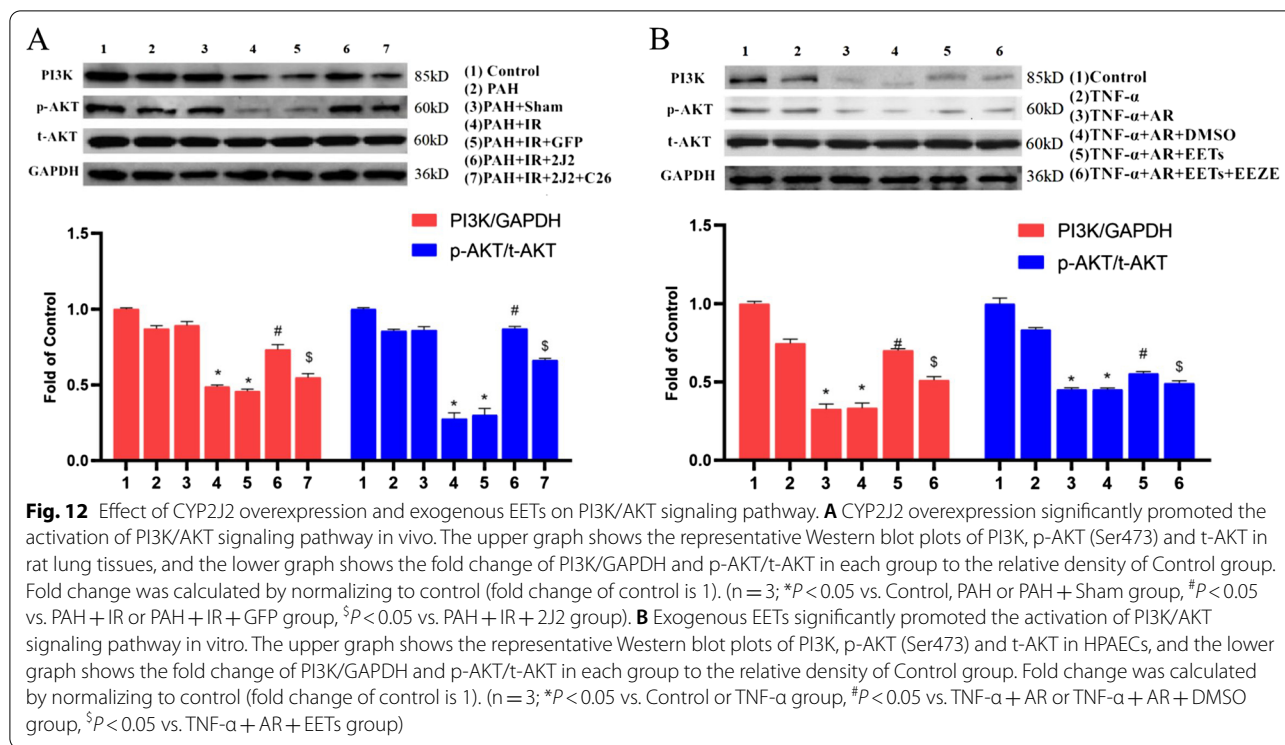 A
1 2 3 4 5 6 7
PI3K 85kD
p-AKT 60kD
t-AKT 60kD
GAPDH 36kD
(1) Control
(2) PAH
(3)PAH+Sham
(4)PAH+IR
(5)PAH+IR+GFP
(6)PAH+IR+2J2
(7)PAH+IR+2J2+C26
PI3K/GAPDH
p-AKT/t-AKT
Fold of Control
1.5
1.0
0.5
0.0
* * # $ * * # $
1 2 3 4 5 6 7 1 2 3 4 5 6 7
B
1 2 3 4 5 6
PI3K 85kD
p-AKT 60kD
t-AKT 60kD
GAPDH 36kD
(1)Control
(2)TNF-α
(3)TNF-α+AR
(4)TNF-α+AR+DMSO
(5)TNF-α+AR+EETs
(6)TNF-α+AR+EETs+EEZE
PI3K/GAPDH
p-AKT/t-AKT
Fold of Control
1.5
1.0
0.5
0.0
* * # $ * * # $
1 2 3 4 5 6 1 2 3 4 5 6
Fig. 12 Effect of CYP2J2 overexpression and exogenous EETs on PI3K/AKT signaling pathway. A CYP2J2 overexpression significantly promoted the
activation of PI3K/AKT signaling pathway in vivo. The upper graph shows the representative Western blot plots of PI3K, p-AKT (Ser473) and t-AKT in
rat lung tissues, and the lower graph shows the fold change of PI3K/GAPDH and p-AKT/t-AKT in each group to the relative density of Control group.
Fold change was calculated by normalizing to control (fold change of control is 1). (n = 3; *P < 0.05 vs. Control, PAH or PAH + Sham group, #P < 0.05
vs. PAH + IR or PAH + IR + GFP group, $P < 0.05 vs. PAH + IR + 2J2 group). B Exogenous EETs significantly promoted the activation of PI3K/AKT
signaling pathway in vitro. The upper graph shows the representative Western blot plots of PI3K, p-AKT (Ser473) and t-AKT in HPAECs, and the lower
graph shows the fold change of PI3K/GAPDH and p-AKT/t-AKT in each group to the relative density of Control group. Fold change was calculated
by normalizing to control (fold change of control is 1). (n = 3; *P < 0.05 vs. Control or TNF-α group, #P < 0.05 vs. TNF-α + AR or TNF-α + AR + DMSO
group, $P < 0.05 vs. TNF-α + AR + EETs group)